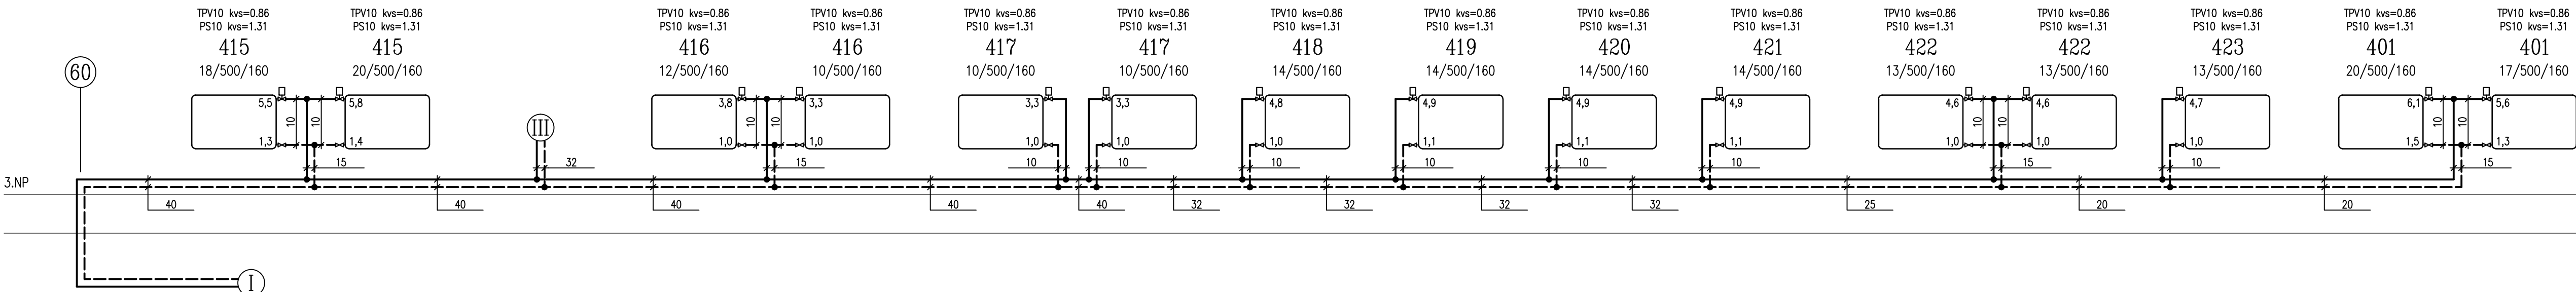 TPV10 kvs=0.86 TPV10 kvs=0.86 TPV10 kvs=0.86 TPV10 kvs=0.86 TPV10 kvs=0.86 TPV10 kvs=0.86 TPV10 kvs=0.86 TPV10 kvs=0.86 TPV10 kvs=0.86 TPV10 kvs=0.86 TPV10 kvs=0.86 TPV10 kvs=0.86 TPV10 kvs=0.86 TPV10 kvs=0.86 TPV10 kvs=0.86
PS10 kvs=1.31 PS10 kvs=1.31 PS10 kvs=1.31 PS10 kvs=1.31 PS10 kvs=1.31 PS10 kvs=1.31 PS10 kvs=1.31 PS10 kvs=1.31 PS10 kvs=1.31 PS10 kvs=1.31 PS10 kvs=1.31 PS10 kvs=1.31 PS10 kvs=1.31 PS10 kvs=1.31 PS10 kvs=1.31
415 415 416 416 417 417 418 419 420 421 422 422 423 401 401
60 18/500/160 20/500/160 12/500/160 10/500/160 10/500/160 10/500/160 14/500/160 14/500/160 14/500/160 14/500/160 13/500/160 13/500/160 13/500/160 20/500/160 17/500/160
5,5 5,8 3,8 3,3 3,3 3,3 4,8 4,9 4,9 4,9 4,6 4,6 4,7 6,1 5,6
10 10 III 10 10 10 10 10 10
1,3 1,4 1,0 1,0 1,0 1,0 1,0 1,1 1,1 1,1 1,0 1,0 1,0 1,5 1,3
15 32 15 10 10 10 10 10 10 15 10 15
3.NP
40 40 40 40 40 32 32 32 32 25 20 20
I